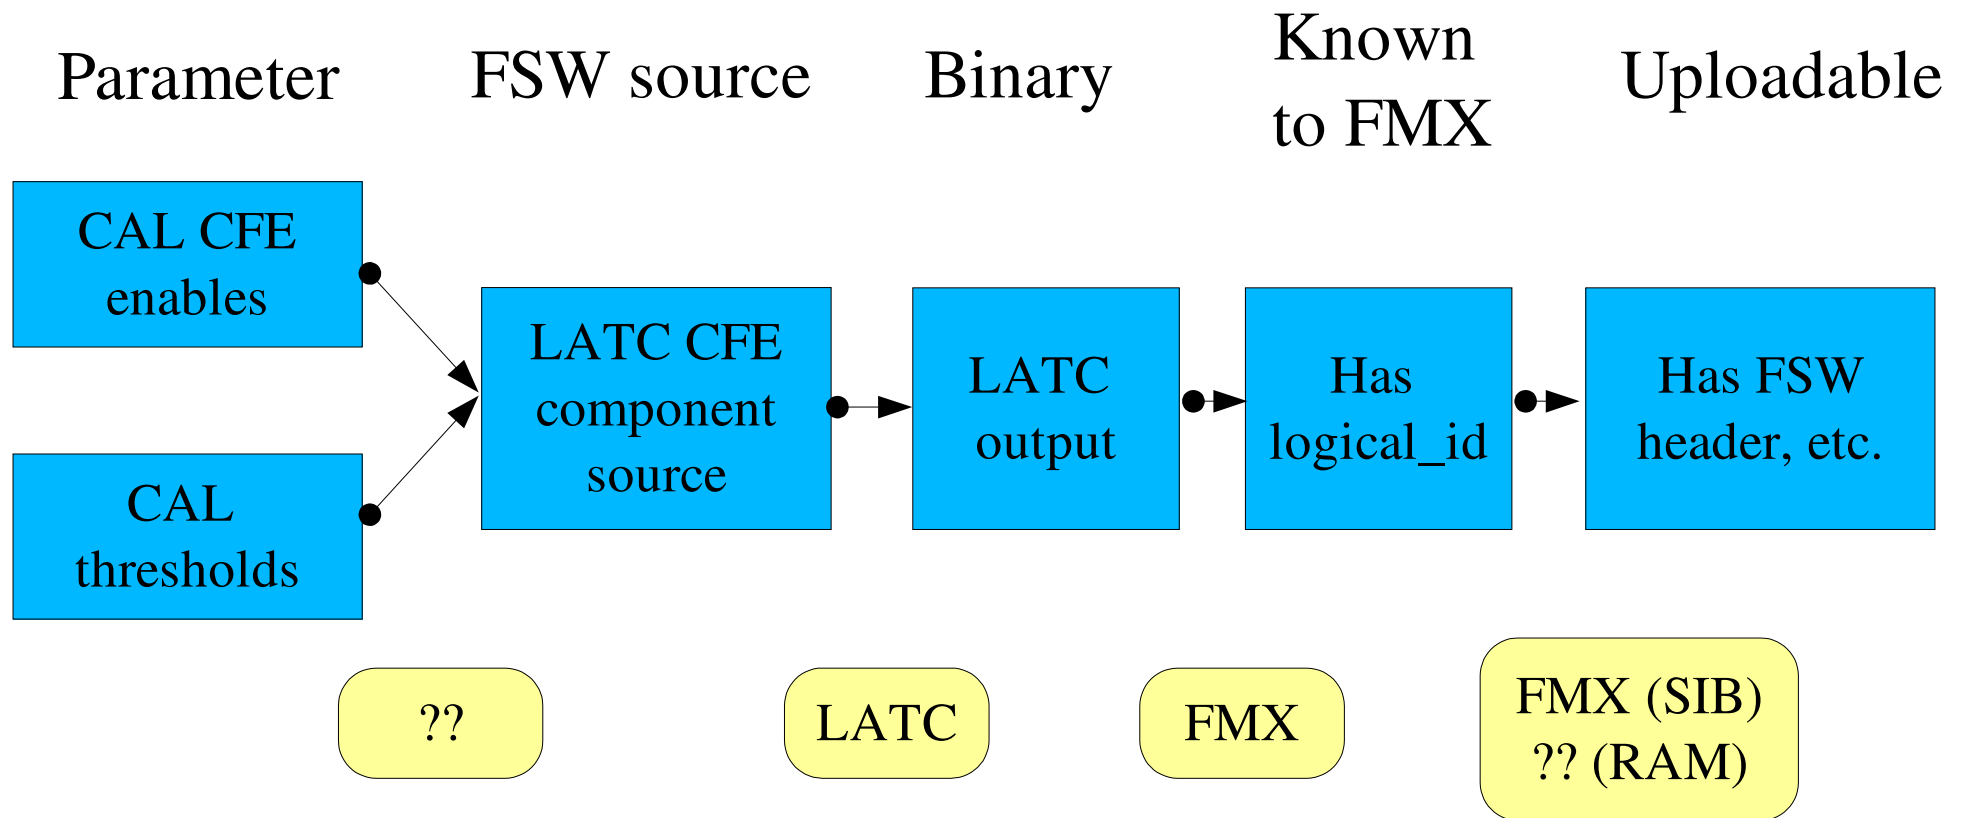 Parameter
FSW source
Binary
Known
to FMX
Uploadable
CAL CFE
enables
CAL
thresholds
LATC CFE
component
source
LATC
output
Has
logical_id
Has FSW
header, etc.
??
LATC
FMX
FMX (SIB)
?? (RAM)